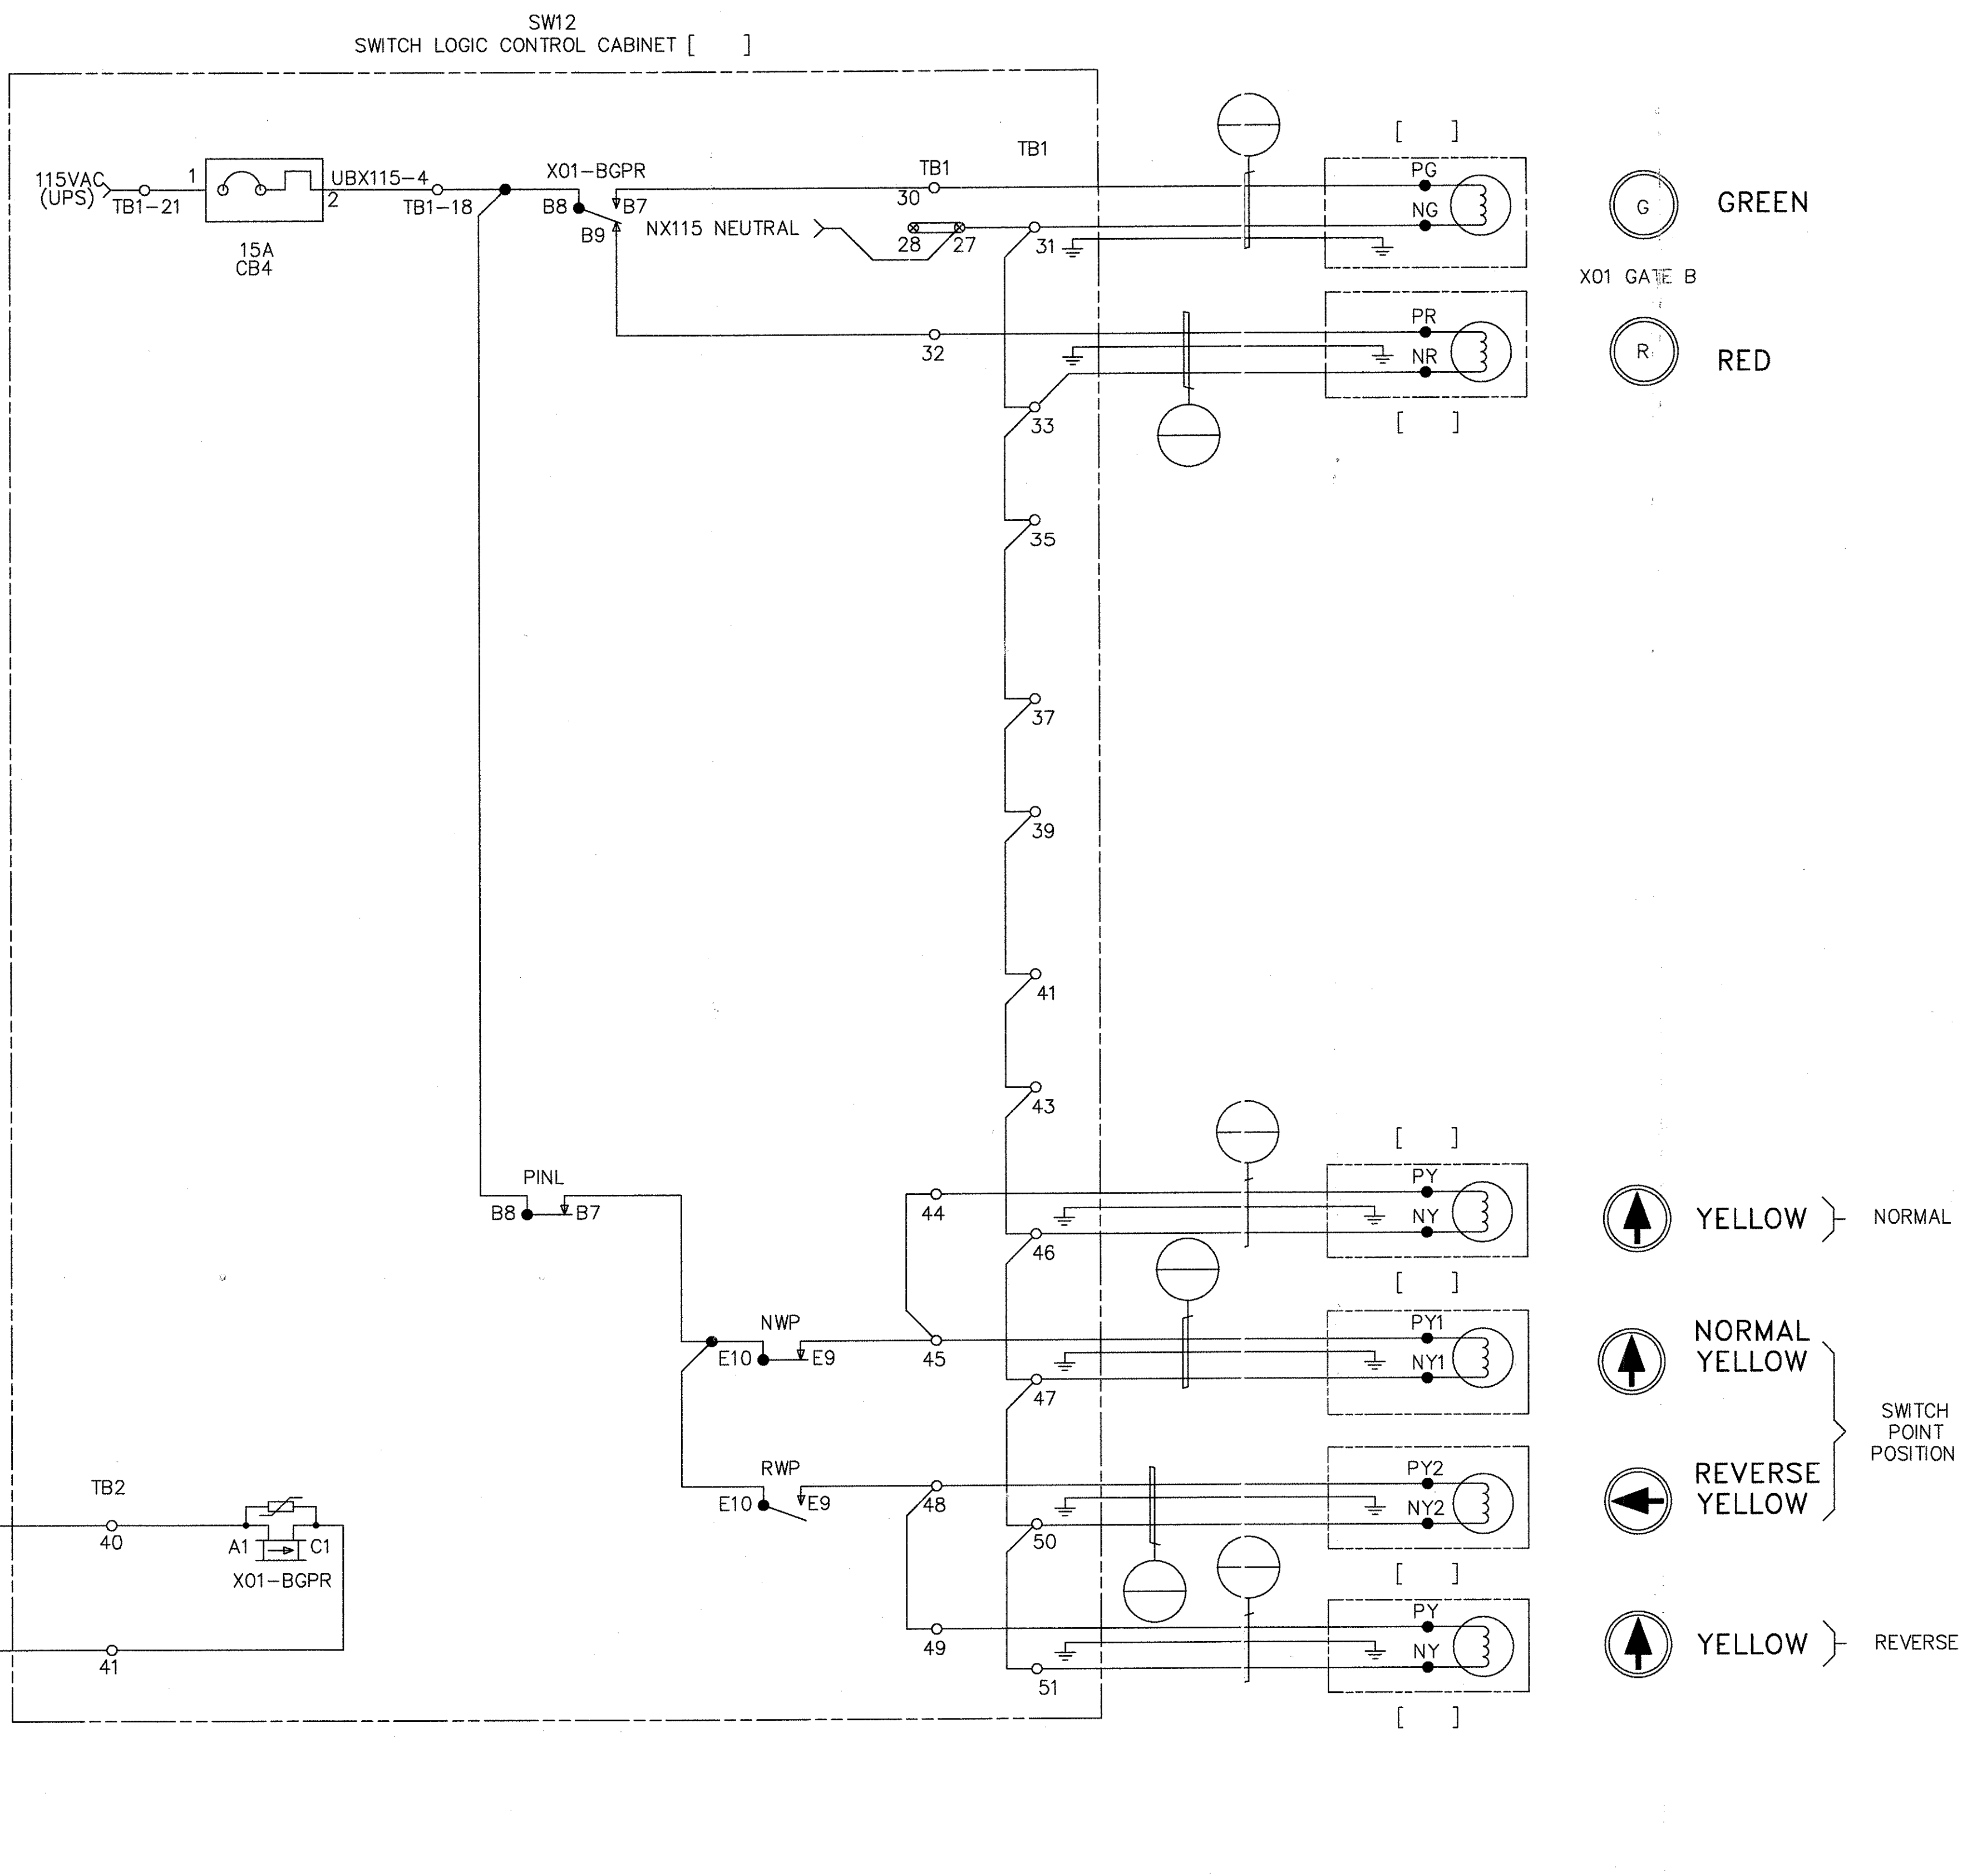 SW12
SWITCH LOGIC CONTROL CABINET [ ]
115VAC
(UPS)
TB1-21
1
UBX115-4
2
TB1-18
15A
CB4
X01-BGPR
B8
B7
B9
NX115 NEUTRAL
TB1
30
28
27
TB1
31
[ ]
PG
NG
G
GREEN
X01 GATE B
32
PR
NR
R
RED
[ ]
33
35
37
39
41
43
PINL
B8
B7
44
46
[ ]
PY
NY
YELLOW
NORMAL
[ ]
NWP
E10
E9
45
47
PY1
NY1
NORMAL
YELLOW
SWITCH
POINT
POSITION
RWP
E10
E9
48
50
PY2
NY2
REVERSE
YELLOW
[ ]
TB2
40
A1
C1
X01-BGPR
41
49
51
PY
NY
YELLOW
REVERSE
[ ]